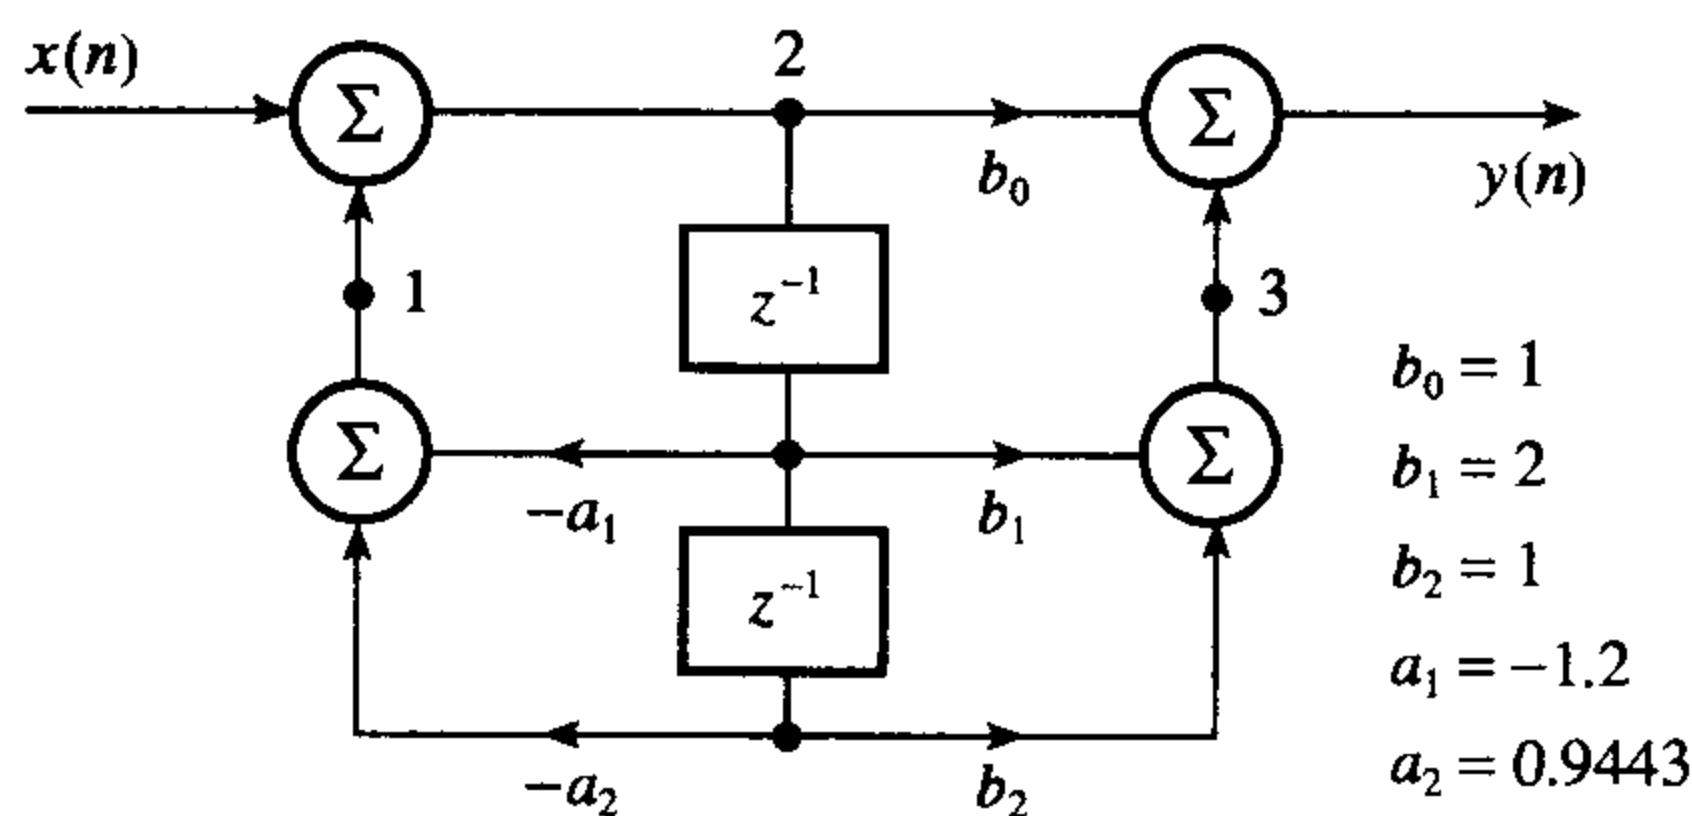 x(n)
Σ
2
b₀
Σ
y(n)
1
z⁻¹
3
Σ
−a₁
b₁
Σ
z⁻¹
−a₂
b₂
b₀ = 1
b₁ = 2
b₂ = 1
a₁ = −1.2
a₂ = 0.9443